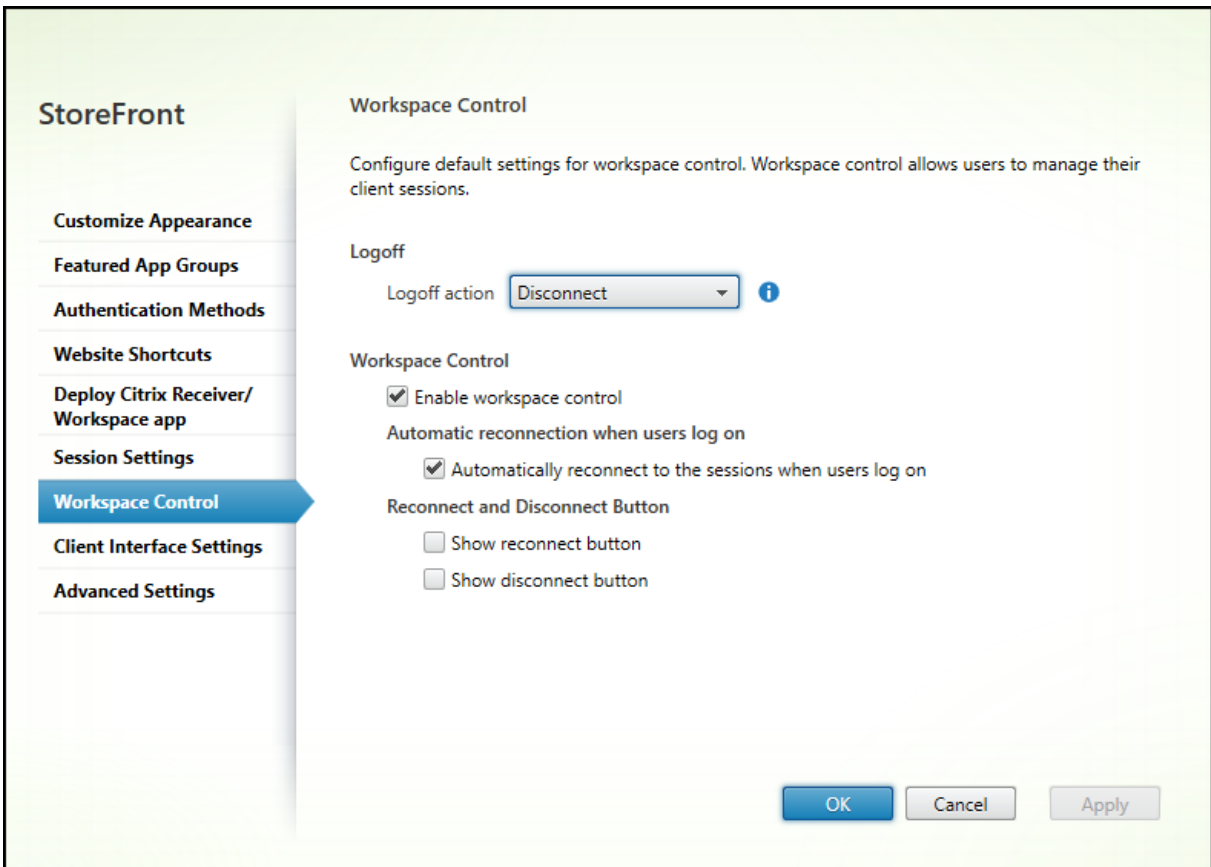 StoreFront
Customize Appearance
Featured App Groups
Authentication Methods
Website Shortcuts
Deploy Citrix Receiver/
Workspace app
Session Settings
Workspace Control
Client Interface Settings
Advanced Settings
Workspace Control
Configure default settings for workspace control. Workspace control allows users to manage their
client sessions.
Logoff
Logoff action Disconnect
Workspace Control
Enable workspace control
Automatic reconnection when users log on
Automatically reconnect to the sessions when users log on
Reconnect and Disconnect Button
Show reconnect button
Show disconnect button
OK Cancel Apply